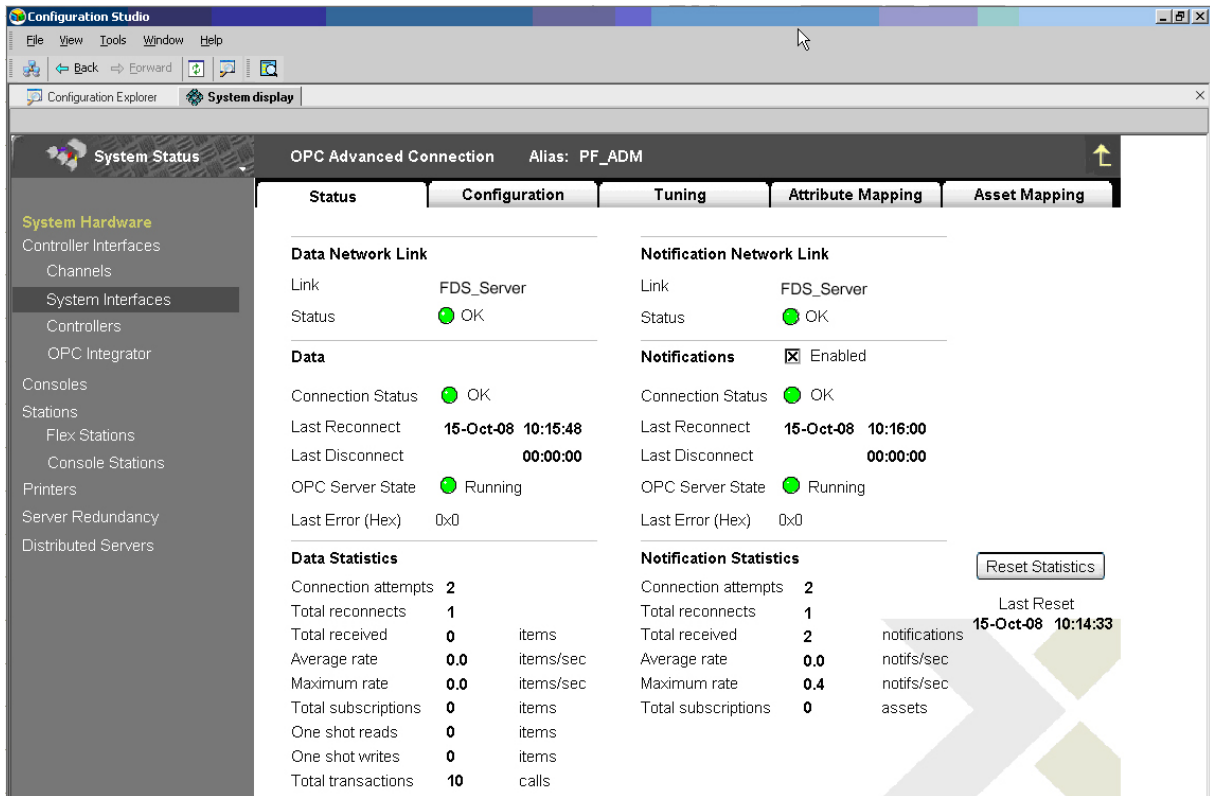 Configuration Studio
File View Tools Window Help
Back Forward
Configuration Explorer System display
System Status
OPC Advanced Connection Alias: PF_ADM
Status Configuration Tuning Attribute Mapping Asset Mapping
System Hardware
Controller Interfaces
Channels
System Interfaces
Controllers
OPC Integrator
Consoles
Stations
Flex Stations
Console Stations
Printers
Server Redundancy
Distributed Servers
Data Network Link
Link FDS_Server
Status OK
Data
Connection Status OK
Last Reconnect 15-Oct-08 10:15:48
Last Disconnect 00:00:00
OPC Server State Running
Last Error (Hex) 0x0
Data Statistics
Connection attempts 2
Total reconnects 1
Total received 0 items
Average rate 0.0 items/sec
Maximum rate 0.0 items/sec
Total subscriptions 0 items
One shot reads 0 items
One shot writes 0 items
Total transactions 10 calls
Notification Network Link
Link FDS_Server
Status OK
Notifications Enabled
Connection Status OK
Last Reconnect 15-Oct-08 10:16:00
Last Disconnect 00:00:00
OPC Server State Running
Last Error (Hex) 0x0
Notification Statistics
Connection attempts 2
Total reconnects 1
Total received 2 notifications
Average rate 0.0 notifs/sec
Maximum rate 0.4 notifs/sec
Total subscriptions 0 assets
Reset Statistics
Last Reset
15-Oct-08 10:14:33